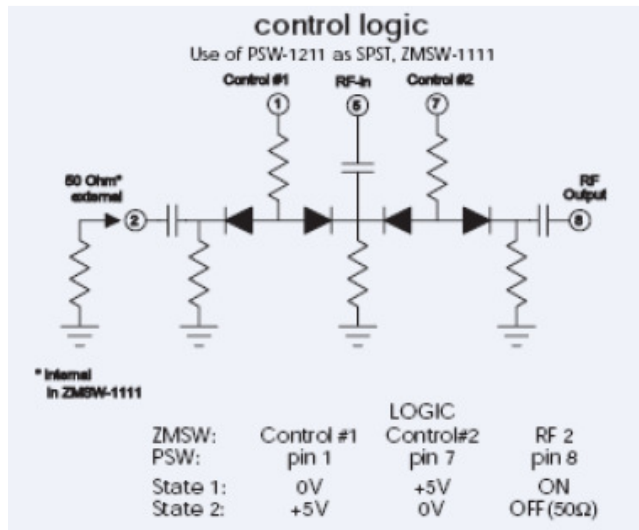 control logic
Use of PSW-1211 as SPST, ZMSW-1111
Control #1 RF-In Control #2
1 5 7
50 Ohm*
external
RF
Output
2 8
* Internal
In ZMSW-1111
LOGIC
ZMSW: Control #1 Control#2 RF 2
PSW: pin 1 pin 7 pin 8
State 1: 0V +5V ON
State 2: +5V 0V OFF(50Ω)